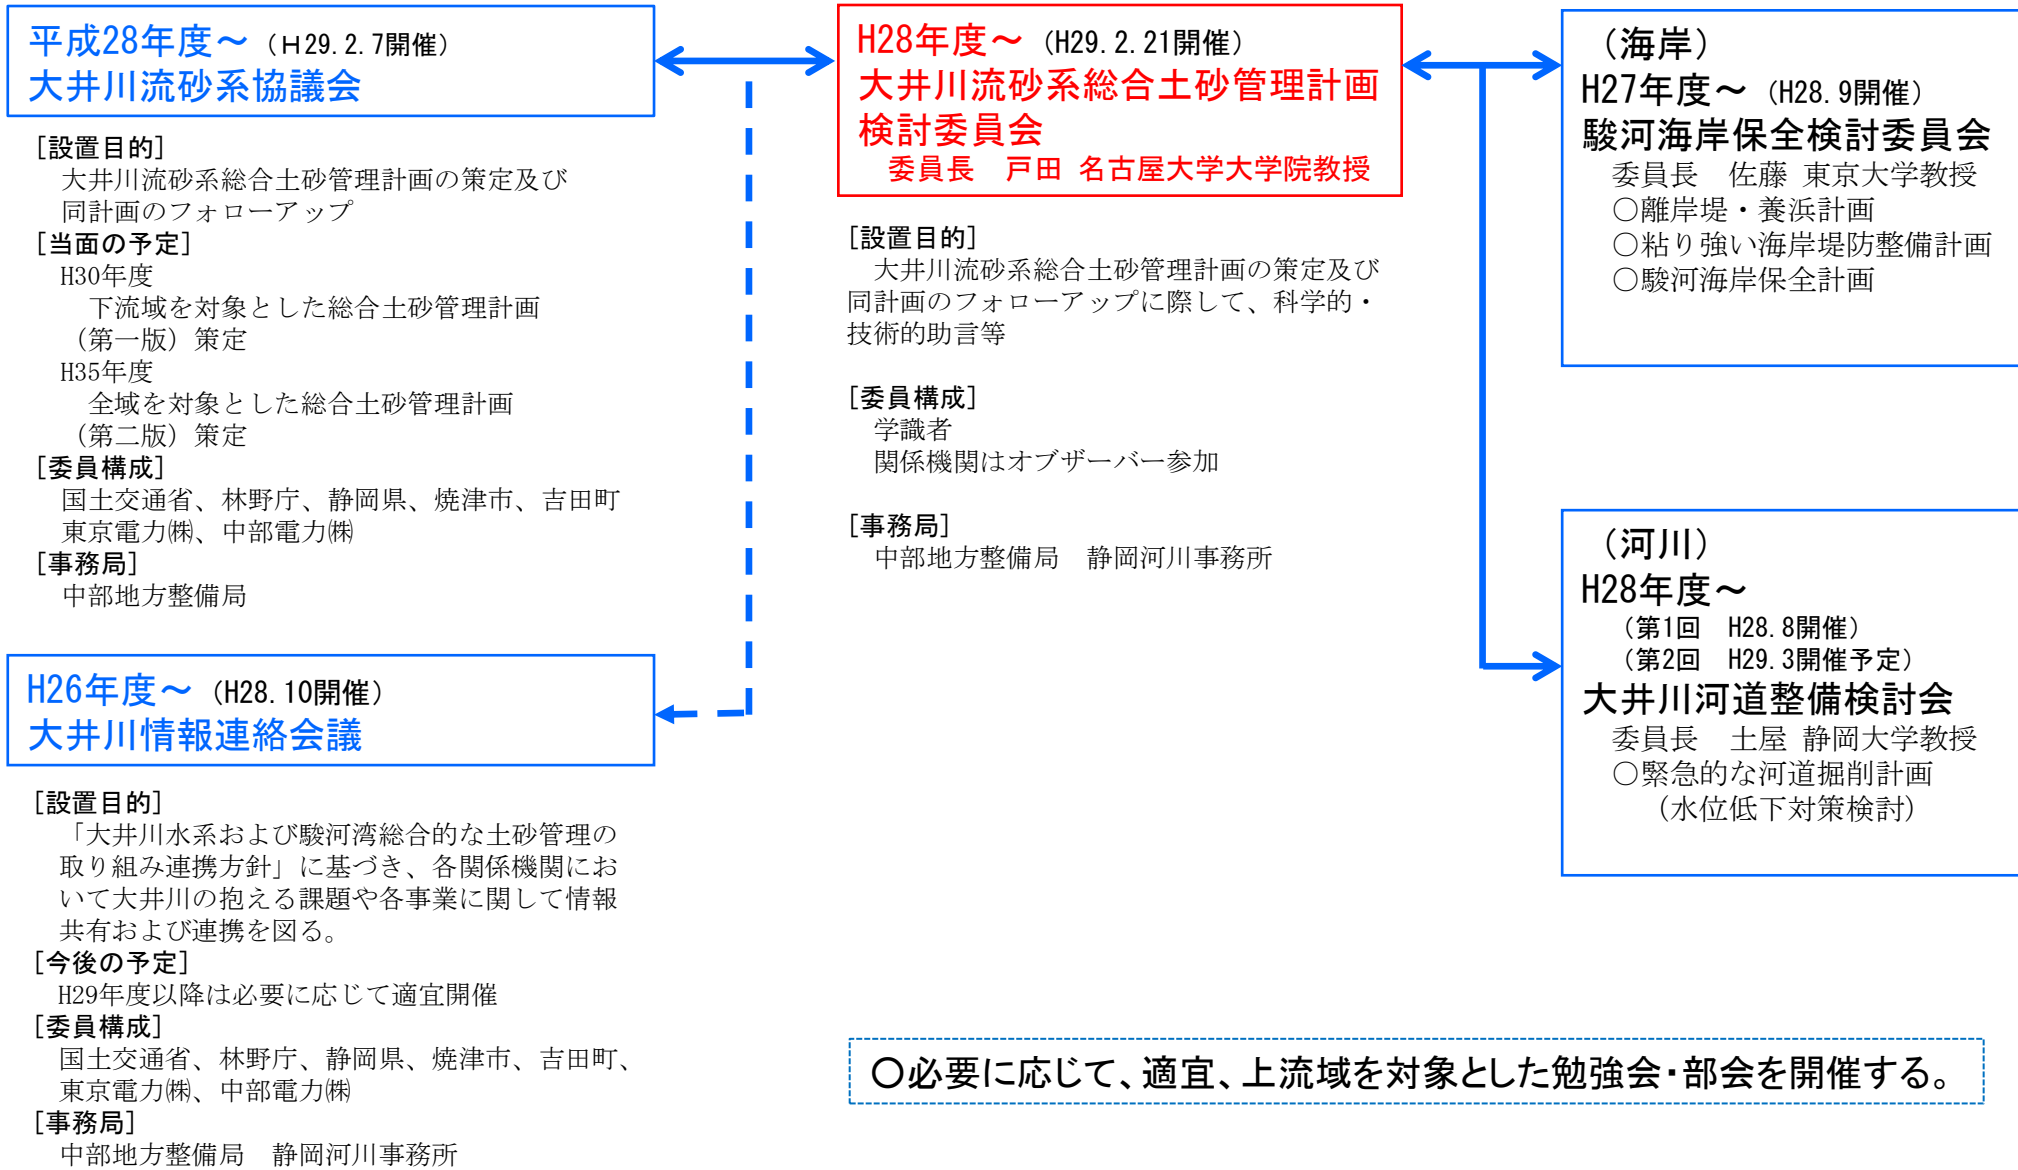 平成28年度～（H29.2.7開催）
大井川流砂系協議会
[設置目的]
大井川流砂系総合土砂管理計画の策定及び
同計画のフォローアップ
[当面の予定]
H30年度
下流域を対象とした総合土砂管理計画
（第一版）策定
H35年度
全域を対象とした総合土砂管理計画
（第二版）策定
[委員構成]
国土交通省、林野庁、静岡県、焼津市、吉田町
東京電力㈱、中部電力㈱
[事務局]
中部地方整備局
H26年度～（H28.10開催）
大井川情報連絡会議
[設置目的]
「大井川水系および駿河湾総合的な土砂管理の
取り組み連携方針」に基づき、各関係機関にお
いて大井川の抱える課題や各事業に関して情報
共有および連携を図る。
[今後の予定]
H29年度以降は必要に応じて適宜開催
[委員構成]
国土交通省、林野庁、静岡県、焼津市、吉田町、
東京電力㈱、中部電力㈱
[事務局]
中部地方整備局　静岡河川事務所
H28年度～（H29.2.21開催）
大井川流砂系総合土砂管理計画
検討委員会
委員長　戸田 名古屋大学大学院教授
[設置目的]
大井川流砂系総合土砂管理計画の策定及び
同計画のフォローアップに際して、科学的・
技術的助言等
[委員構成]
学識者
関係機関はオブザーバー参加
[事務局]
中部地方整備局　静岡河川事務所
（海岸）
H27年度～（H28.9開催）
駿河海岸保全検討委員会
委員長　佐藤 東京大学教授
○離岸堤・養浜計画
○粘り強い海岸堤防整備計画
○駿河海岸保全計画
（河川）
H28年度～
（第1回　H28.8開催）
（第2回　H29.3開催予定）
大井川河道整備検討会
委員長　土屋 静岡大学教授
○緊急的な河道掘削計画
（水位低下対策検討）
○必要に応じて、適宜、上流域を対象とした勉強会・部会を開催する。